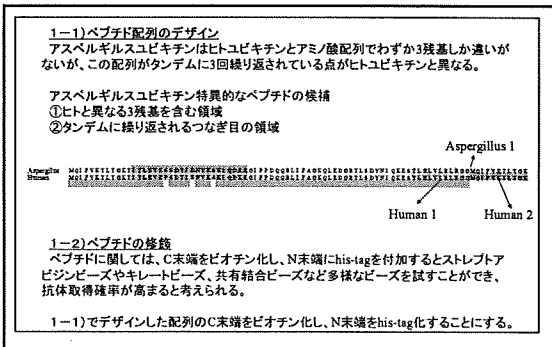 1-1)ペプチド配列のデザイン
アスペルギルスユビキチンはヒトユビキチンとアミノ酸配列でわずか3残基しか違いが
ないが、この配列がタンデムに3回繰り返されている点がヒトユビキチンと異なる。
アスペルギルスユビキチン特異的なペプチドの候補
①ヒトと異なる3残基を含む領域
②タンデムに繰り返されるつなぎ目の領域
Aspergillus 1
Aspergillus
Human
Human 1
Human 2
1-2)ペプチドの修飾
ペプチドに関しては、C末端をビオチン化し、N末端にhis-tagを付加するとストレプトア
ビジンビーズやキレートビーズ、共有結合ビーズなど多様なビーズを試すことができ、
抗体取得確率が高まると考えられる。
1-1)でデザインした配列のC末端をビオチン化し、N末端をhis-tag化することにする。